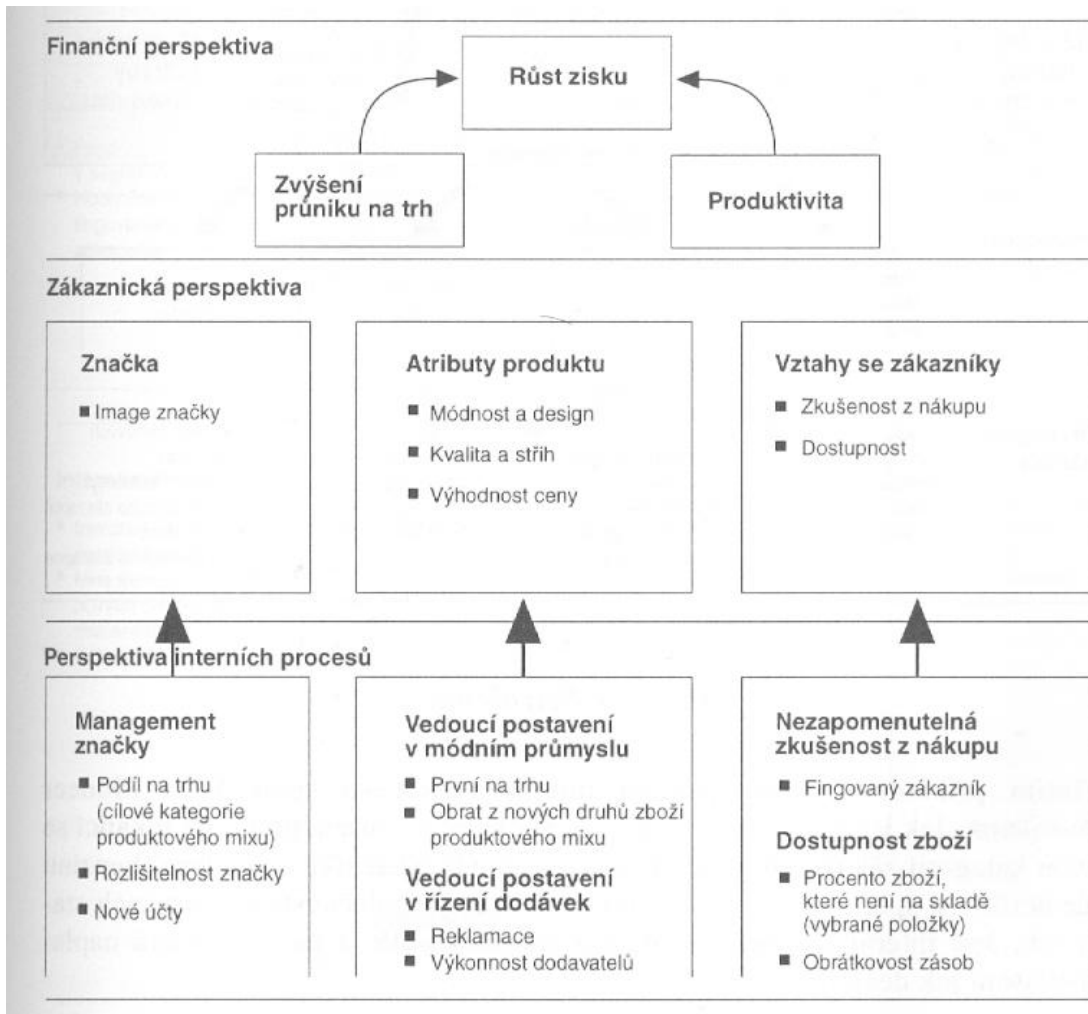 Finanční perspektiva
Růst zisku
Zvýšení
průniku na trh
Produktivita
Zákaznická perspektiva
Značka
Image značky
Atributy produktu
Módnost a design
Kvalita a střih
Výhodnost ceny
Vztahy se zákazníky
Zkušenost z nákupu
Dostupnost
Perspektiva interních procesů
Management
značky
Podíl na trhu
(cílové kategorie
produktového mixu)
Rozlišitelnost značky
Nové účty
Vedoucí postavení
v módním průmyslu
První na trhu
Obrat z nových druhů zboží
produktového mixu
Vedoucí postavení
v řízení dodávek
Reklamace
Výkonnost dodavatelů
Nezapomenutelná
zkušenost z nákupu
Fingovaný zákazník
Dostupnost zboží
Procento zboží,
které není na skladě
(vybrané položky)
Obrátkovost zásob